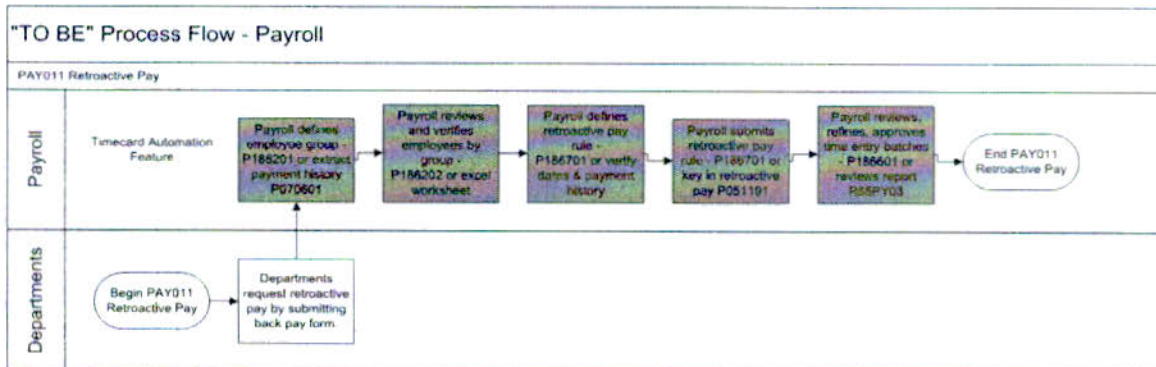 "TO BE" Process Flow - Payroll
PAY011 Retroactive Pay
Payroll
Timecard Automation
Feature
Payroll defines
employee group -
P186201 or extract
payment history
P070601
Payroll reviews
and verifies
employees by
group -
P186202 or excel
worksheet
Payroll defines
retroactive pay
rule -
P186701 or verify
dates & payment
history
Payroll submits
retroactive pay
rule - P186701 or
key in retroactive
pay P051191
Payroll reviews,
refines, approves
time entry batches
- P186601 or
reviews report
P55PY03
End PAY011
Retroactive Pay
Departments
Begin PAY011
Retroactive Pay
Departments
request retroactive
pay by submitting
back pay form.